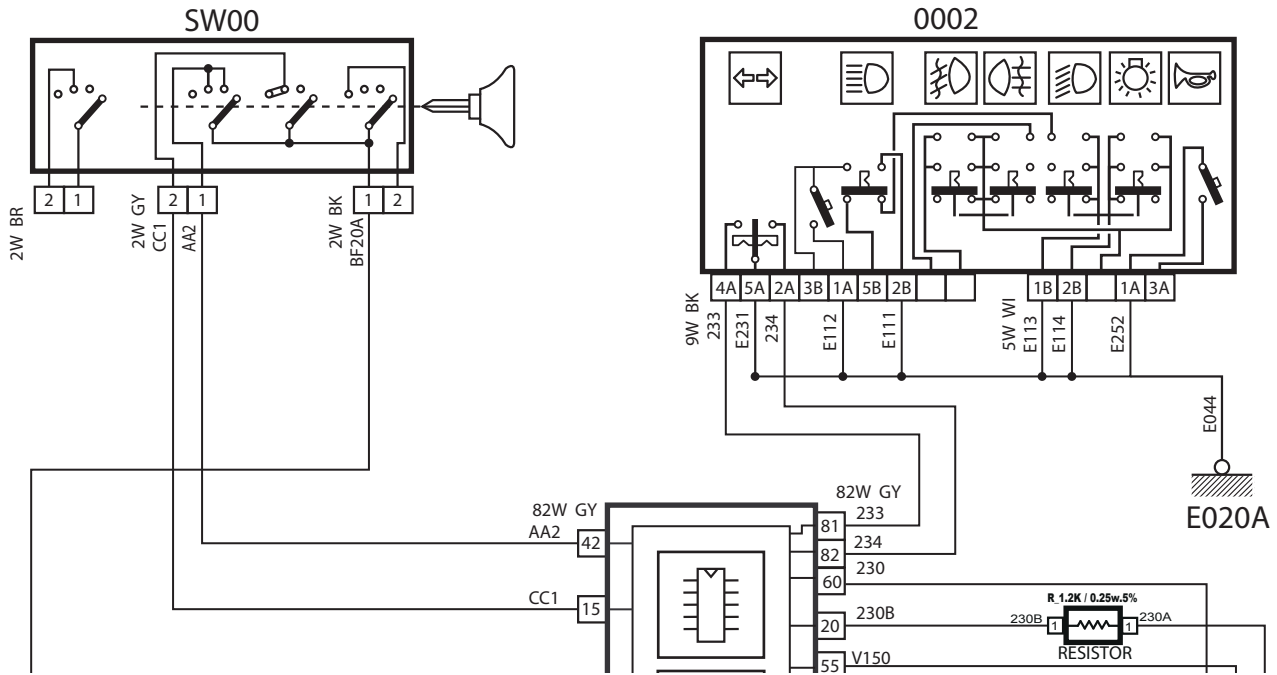 SW00
0002
2 1
2 1
1 2
2W BR
2W GY
CC1
AA2
2W BK
BF20A
4A 5A 2A 3B 1A 5B 2B
1B 2B 1A 3A
9W BK
233
E231
234
E112
E111
5W WI
E113
E114
E252
E044
E020A
82W GY
82W GY
AA2
42
CC1
15
81
233
82
234
60
230
20
230B
55
V150
R_1.2K / 0.25w.5%
230B
1
1
230A
RESISTOR